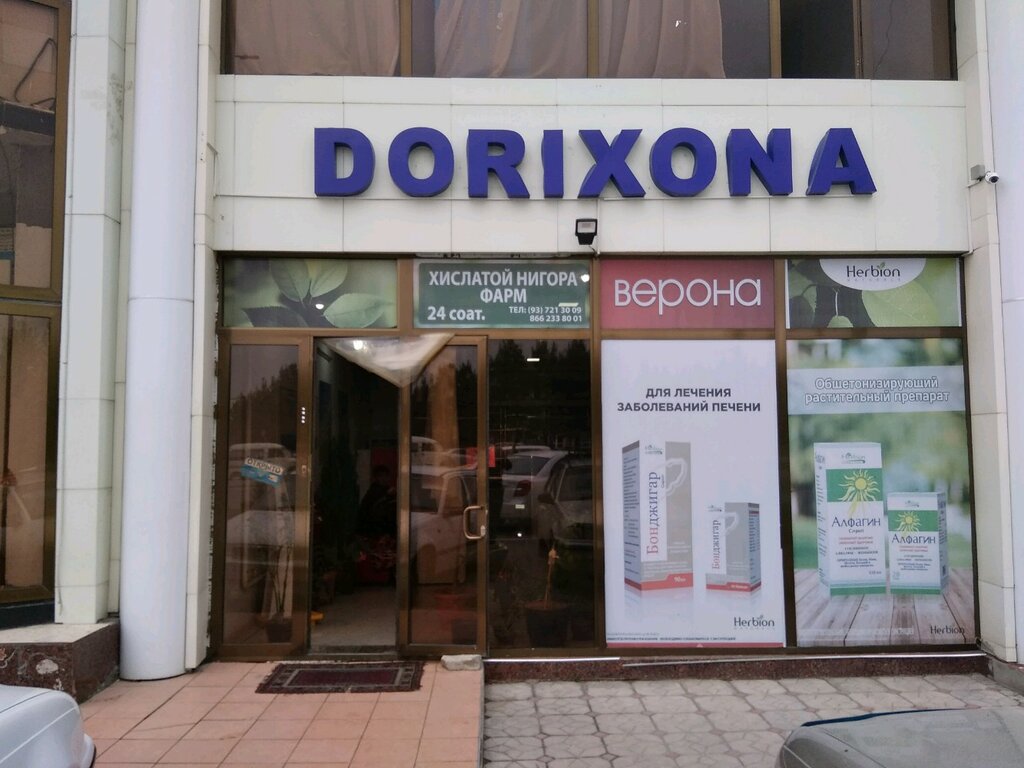 DORIXONA
ХИСЛАТОЙ НИГОРА
ФАРМ
24 соат.
ТЕЛ: (93) 721 30 09
866 233 80 01
верона
Herbion
ДЛЯ ЛЕЧЕНИЯ
ЗАБОЛЕВАНИЙ ПЕЧЕНИ
Общетонизирующий
растительный препарат
ОТКРЫТО
Бонджигар
Бонджигар
Herbion
Алфагин
Алфагин
Herbion